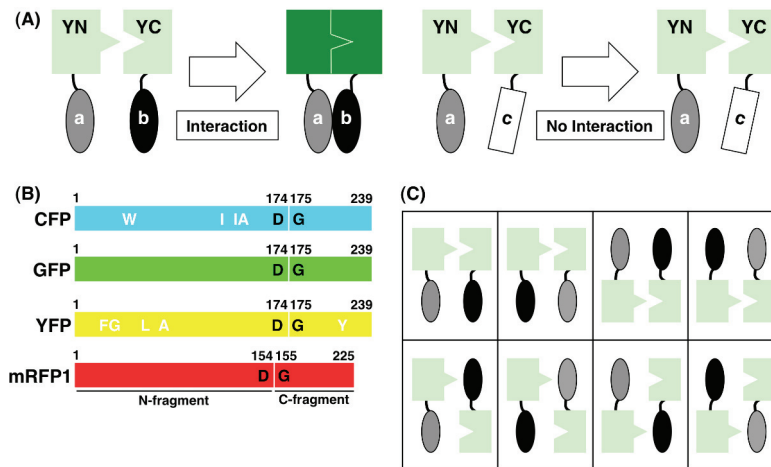 (A)
YN YC YN YC YN YC
a b a b a c a c
Interaction No Interaction
(B)
1 174 175 239
CFP W I IA D G
1 174 175 239
GFP D G
1 174 175 239
YFP FG L A D G Y
1 154 155 225
mRFP1 D G
N-fragment C-fragment
(C)